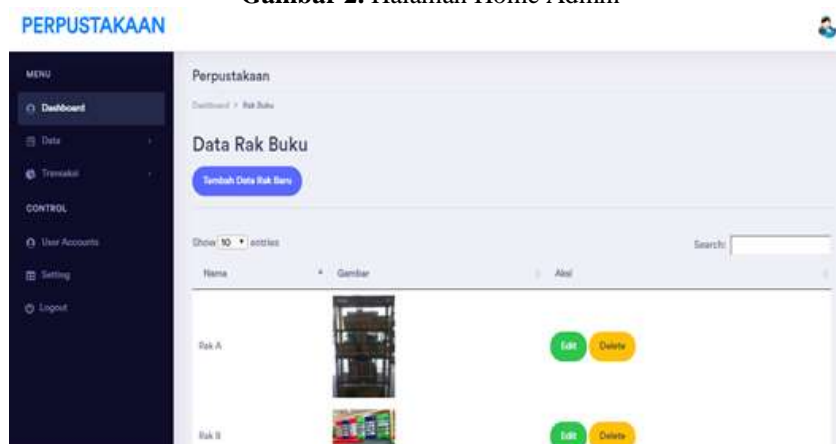 Gambar 2. Halaman Home Admin
PERPUSTAKAAN
MENU
Dashboard
Data
Transaksi
CONTROL
User Accounts
Setting
Logout
Perpustakaan
Dashboard > Rak Buku
Data Rak Buku
Tambah Data Rak Baru
Show 10 entries
Search:
Nama Gambar Aksi
Rak A Edit Delete
Rak B Edit Delete